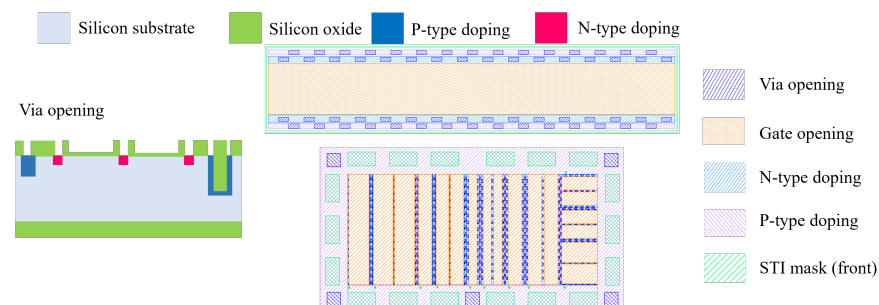 Silicon substrate
Silicon oxide
P-type doping
N-type doping
Via opening
Via opening
Gate opening
N-type doping
P-type doping
STI mask (front)